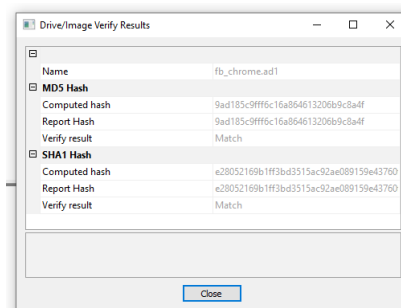 Drive/Image Verify Results
Name fb_chrome.ad1
MD5 Hash
Computed hash 9ad185c9fff6c16a864613206b9c8a4f
Report Hash 9ad185c9fff6c16a864613206b9c8a4f
Verify result Match
SHA1 Hash
Computed hash e28052169b1ff3bd3515ac92ae089159e43760
Report Hash e28052169b1ff3bd3515ac92ae089159e43760
Verify result Match
Close